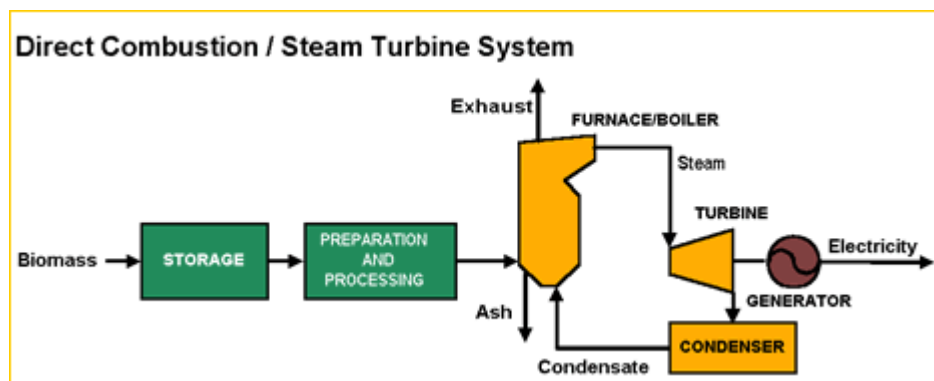 Direct Combustion / Steam Turbine System
Exhaust
FURNACE/BOILER
Steam
TURBINE
Biomass
STORAGE
PREPARATION
AND
PROCESSING
Electricity
GENERATOR
Ash
CONDENSER
Condensate